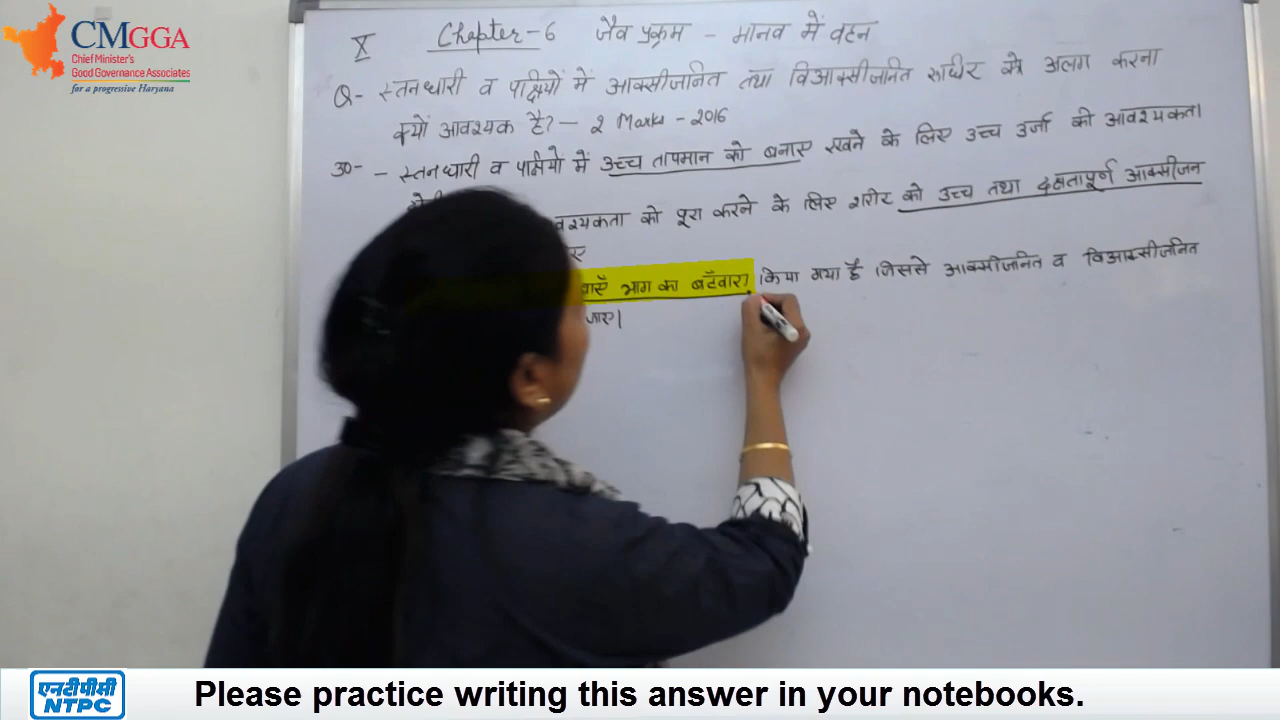 CMGGA
Chief Minister's
Good Governance Associates
for a progressive Haryana
X Chapter-6 जैव प्रक्रम - मानव में वहन
Q- स्तनधारी व पक्षियों में आक्सीजनित तथा विआक्सीजनित रुधिर को अलग करना
क्यों आवश्यक है? - 2 Marks - 2016
उ0- - स्तनधारी व पक्षियों में उच्च तापमान को बनाए रखने के लिए उच्च उर्जा की आवश्यकता
वश्यकता को पूरा करने के लिए शरीर को उच्च तथा दक्षतापूर्ण आक्सीजन
बाएँ भाग का बँटवारा किया गया है जिससे आक्सीजनित व विआक्सीजनित
जाए।
एनटीपीसी
NTPC
Please practice writing this answer in your notebooks.